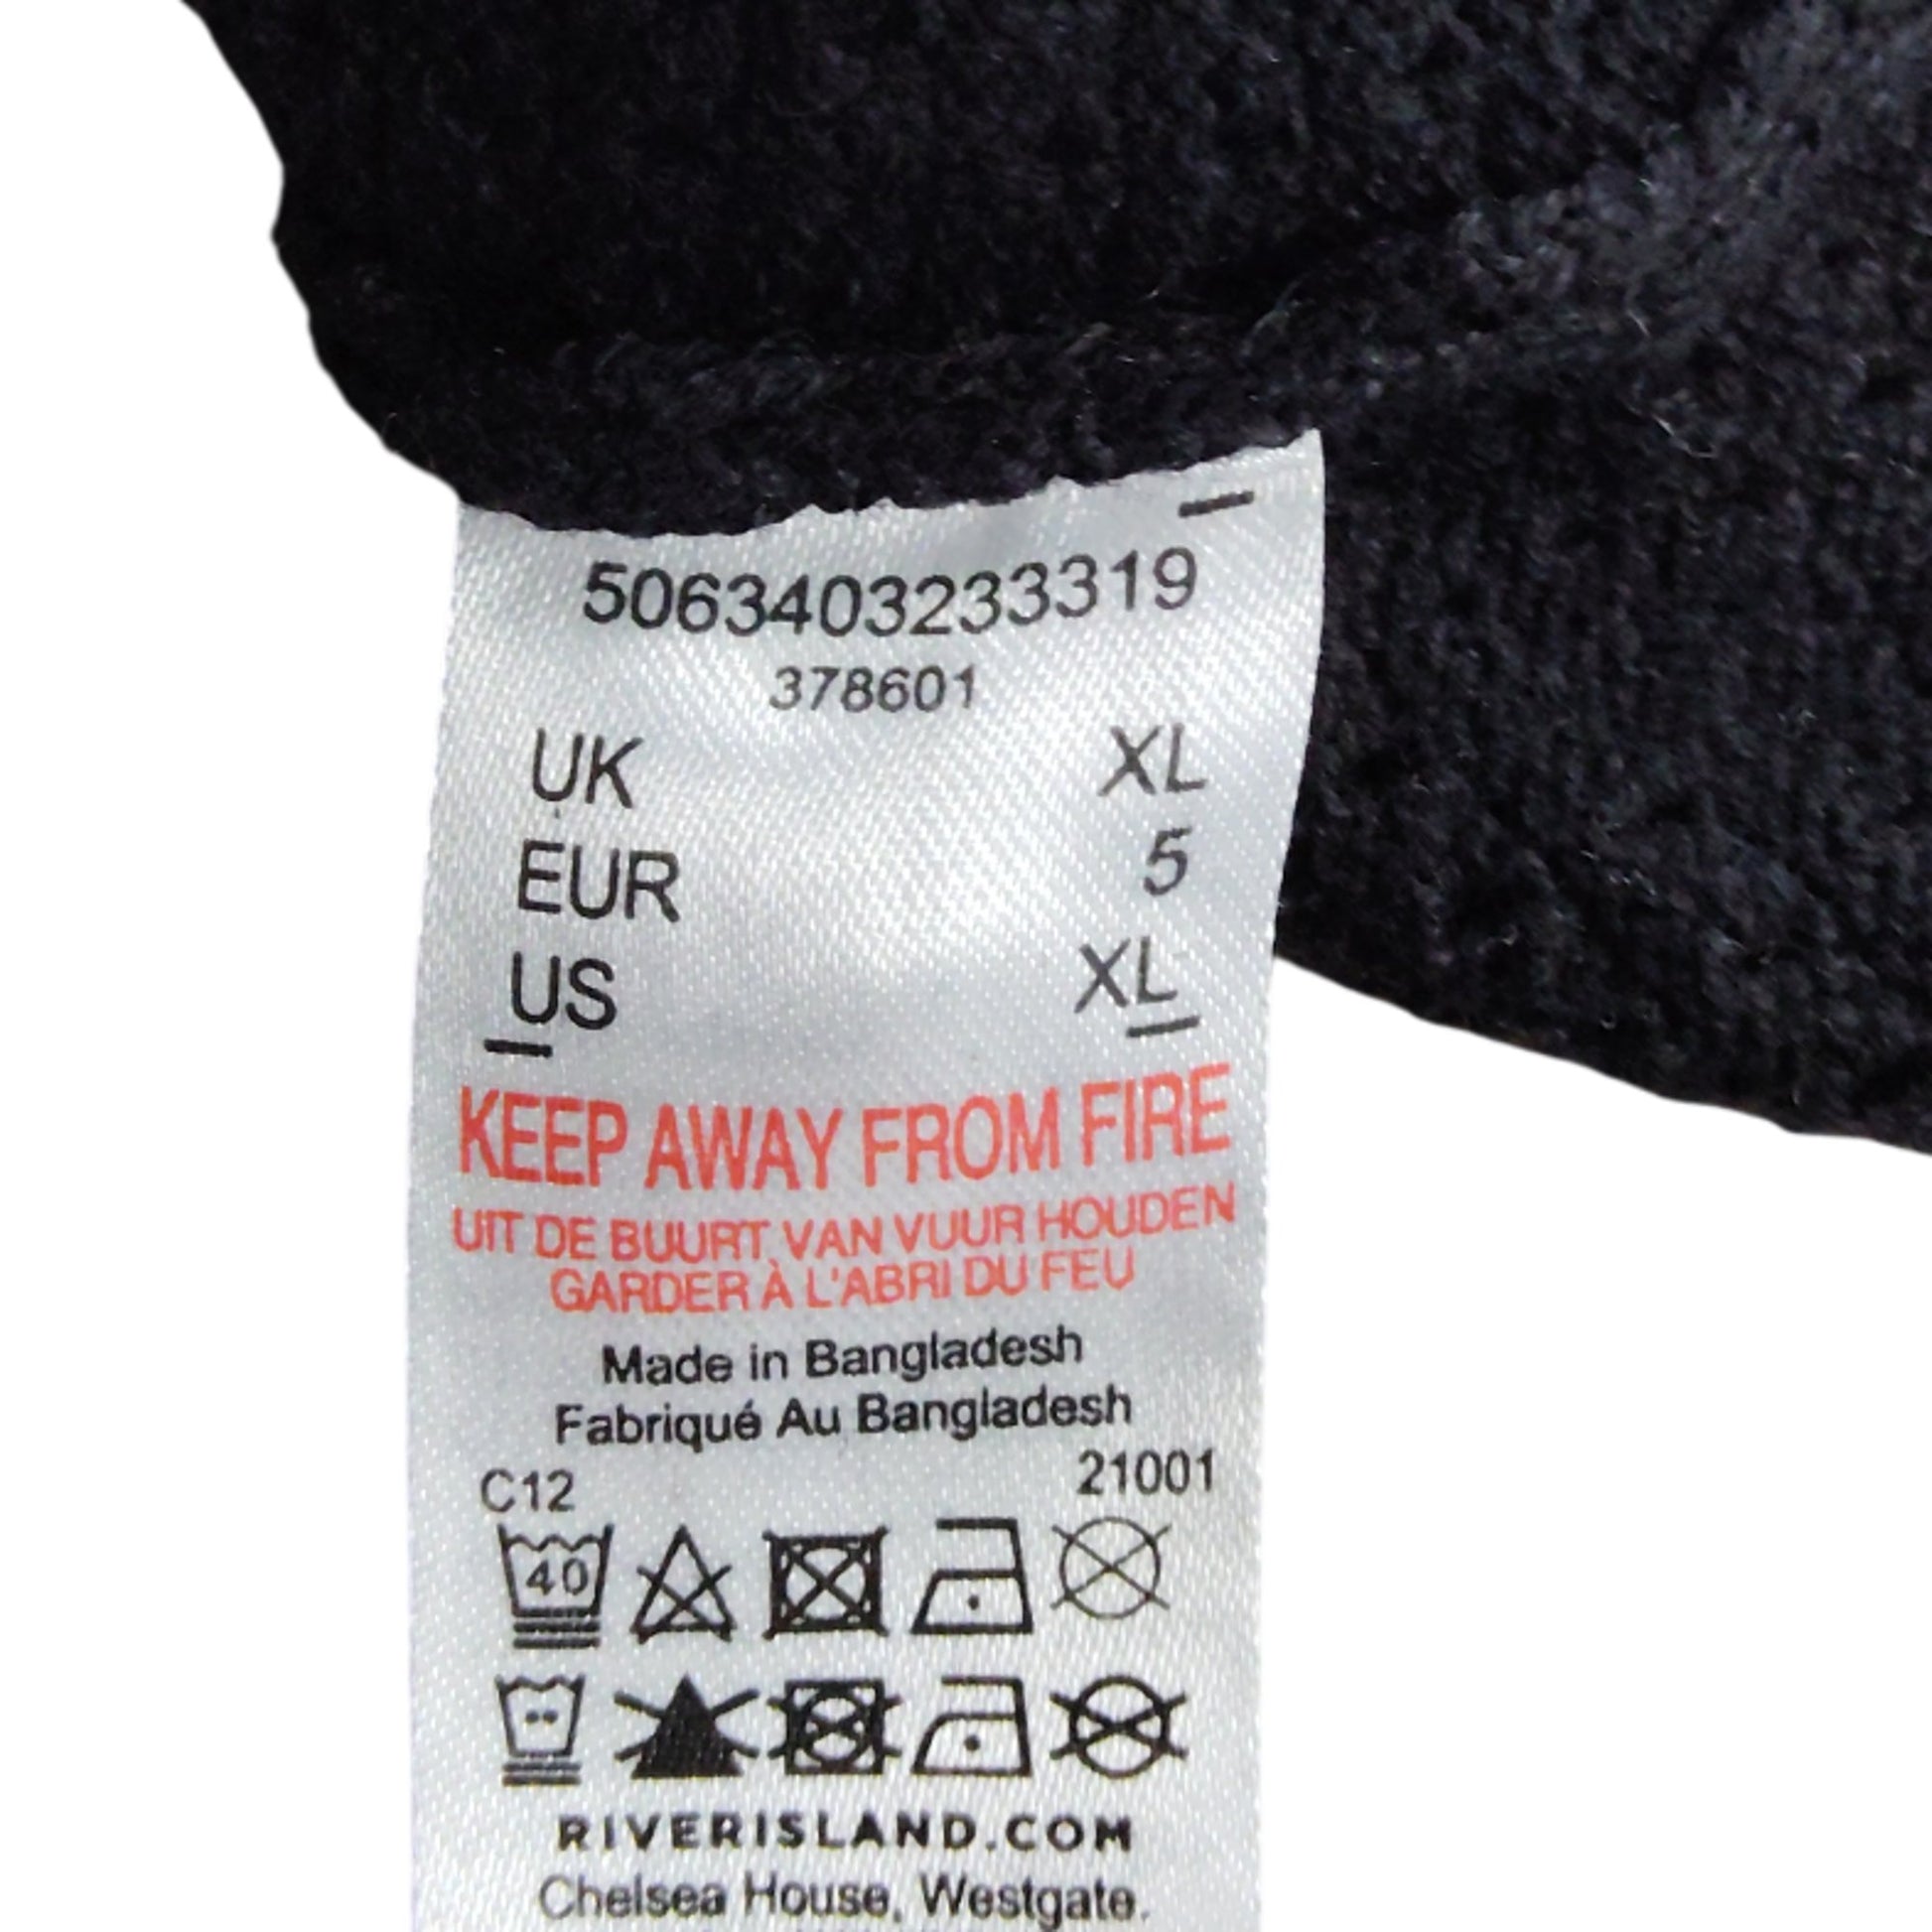 5063403233319
378601
UK XL
EUR 5
US XL
KEEP AWAY FROM FIRE
UIT DE BUURT VAN VUUR HOUDEN
GARDER À L'ABRI DU FEU
Made in Bangladesh
Fabriqué Au Bangladesh
C12 21001
40
RIVERISLAND.COM
Chelsea House, Westgate.